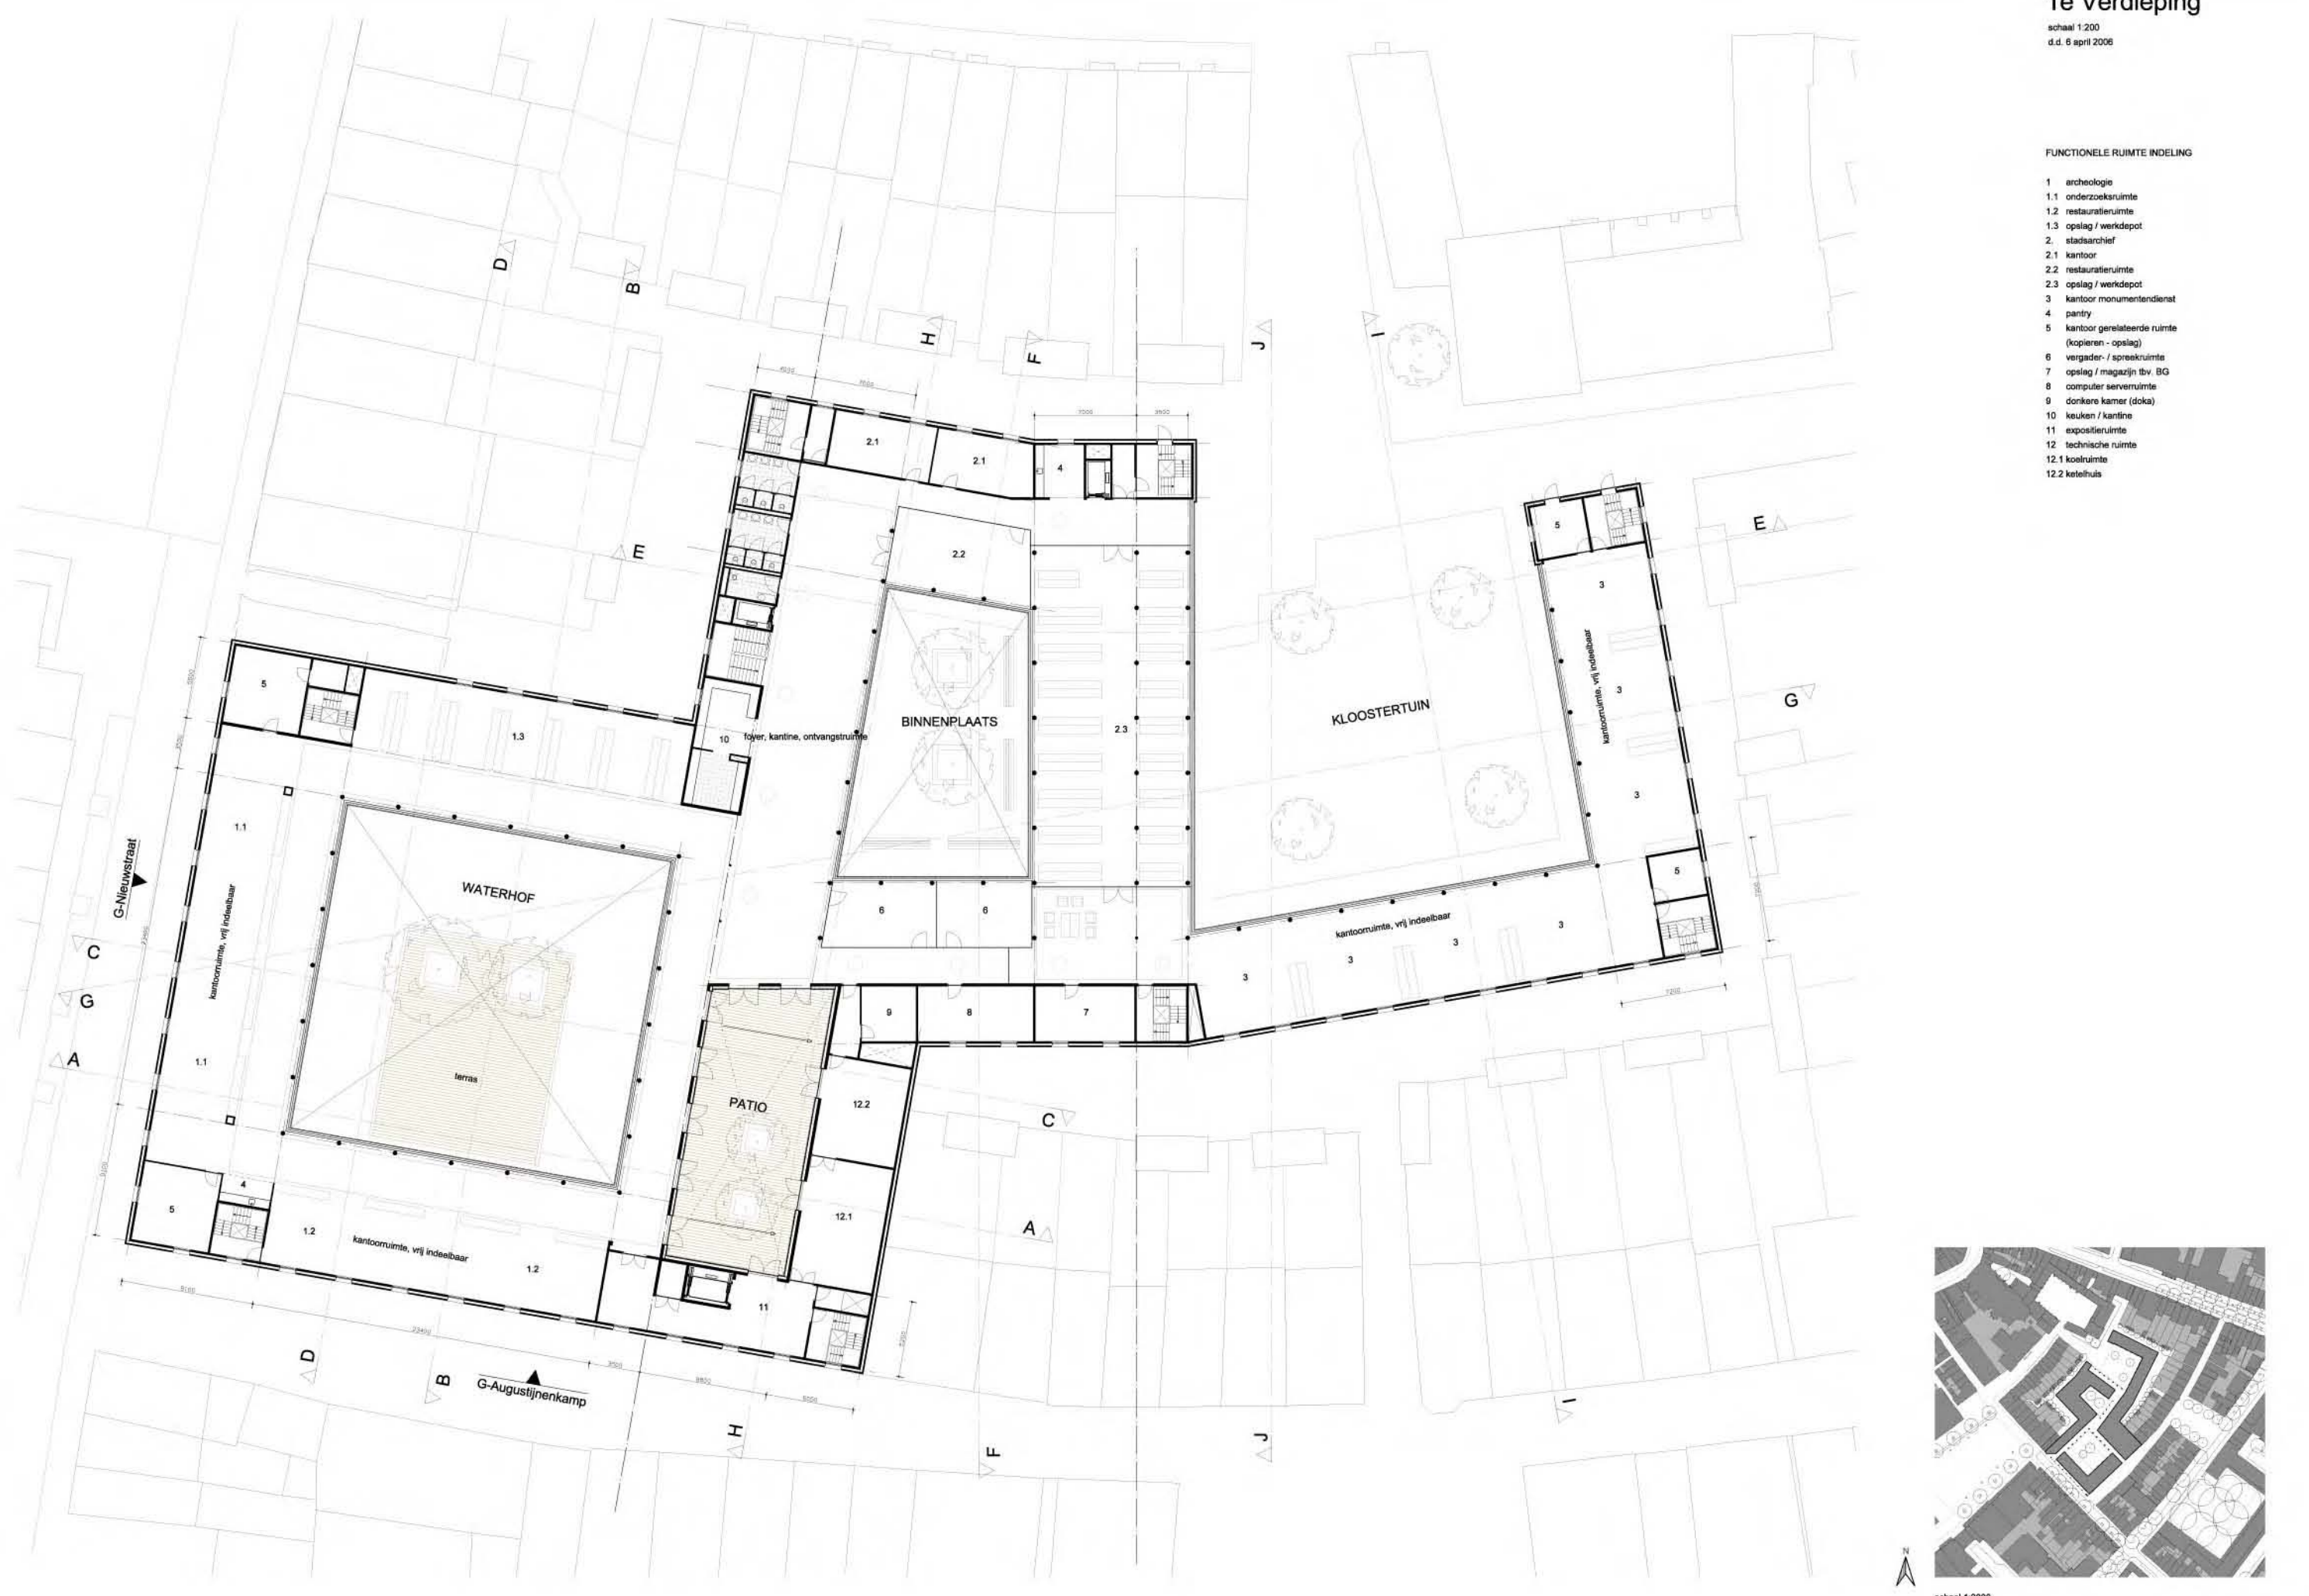 1e Verdieping
schaal 1:200
d.d. 6 april 2006
FUNCTIONELE RUIMTE INDELING
1 archeologie
1.1 onderzoeksruimte
1.2 restauratieruimte
1.3 opslag / werkdepot
2. stadsarchief
2.1 kantoor
2.2 restauratieruimte
2.3 opslag / werkdepot
3 kantoor monumentendienst
4 pantry
5 kantoor gerelateerde ruimte
(kopieren - opslag)
6 vergader- / spreekruimte
7 opslag / magazijn tbv. BG
8 computer serverruimte
9 donkere kamer (doka)
10 keuken / kantine
11 expositieruimte
12 technische ruimte
12.1 koelruimte
12.2 ketelhuis
D
B
H
F
J
I
E
E
4000
7000
7000
3600
2.1
2.1
4
5
2.2
3
5
1.3
10
foyer, kantine, ontvangstruimte
BINNENPLAATS
2.3
KLOOSTERTUIN
kantoorruimte, vrij indeelbaar
3
3
G
1.1
G-Nieuwstraat
kantoorruimte, vrij indeelbaar
WATERHOF
terras
6
6
5
kantoorruimte, vrij indeelbaar
3
3
3
3
7200
C
G
A
1.1
9
8
7
PATIO
12.2
12.1
C
A
4
5
1.2
kantoorruimte, vrij indeelbaar
1.2
11
23400
9800
D
B
G-Augustijnenkamp
H
F
J
I
N